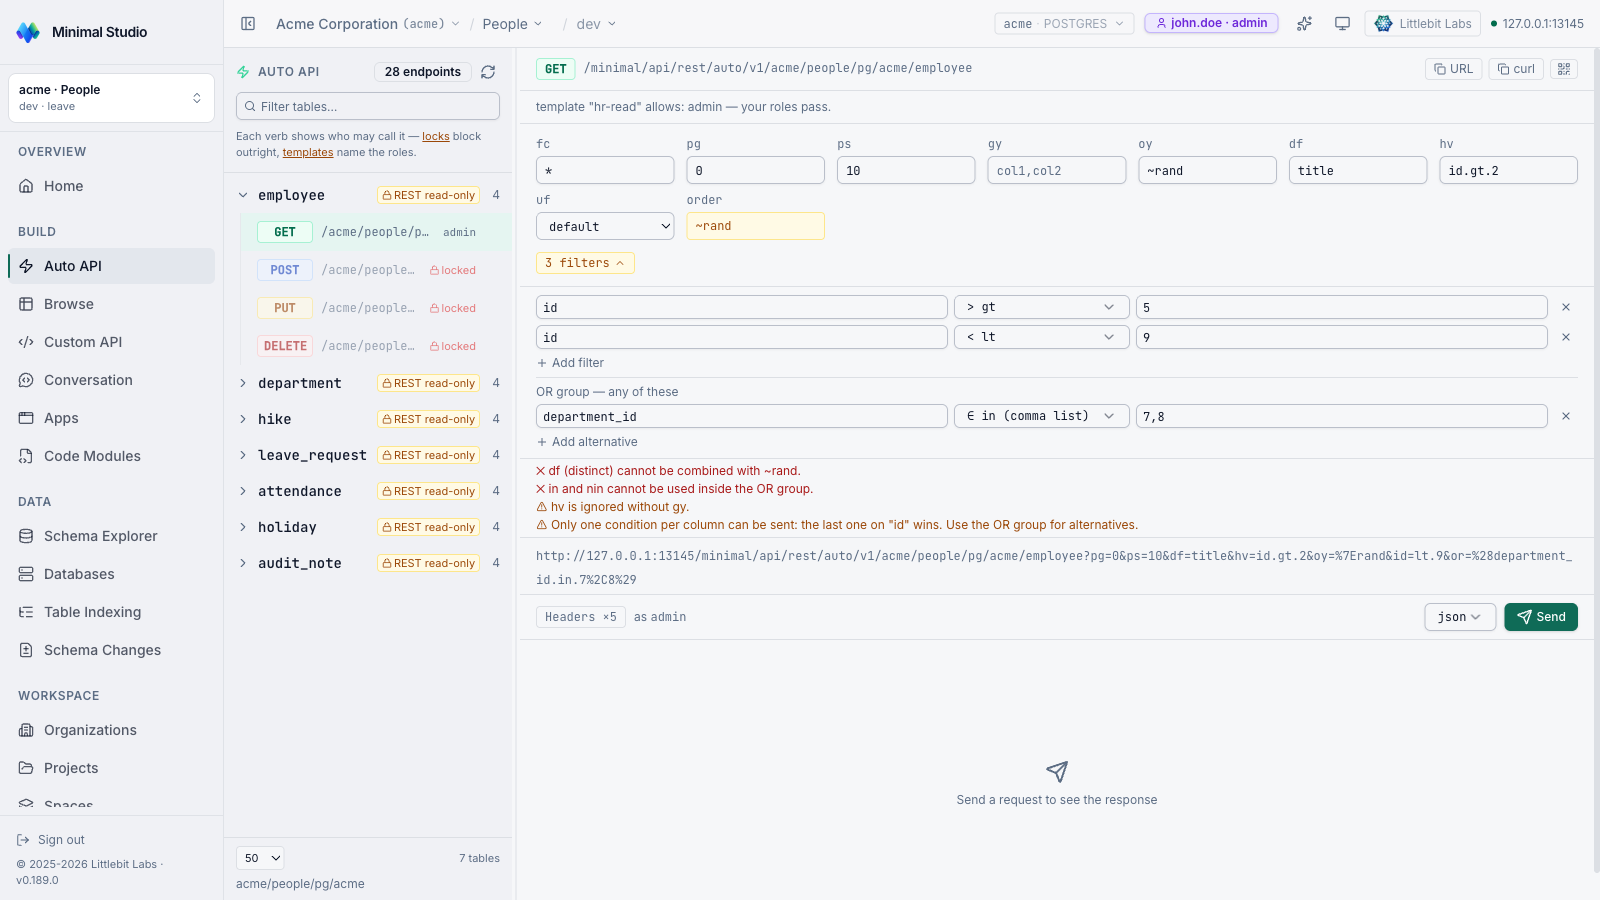 Minimal Studio
acme · People
dev · leave
OVERVIEW
Home
BUILD
Auto API
Browse
Custom API
Conversation
Apps
Code Modules
DATA
Schema Explorer
Databases
Table Indexing
Schema Changes
WORKSPACE
Organizations
Projects
Spaces
Sign out
© 2025-2026 Littlebit Labs ·
v0.189.0
Acme Corporation (acme) / People / dev
acme · POSTGRES
john.doe · admin
Littlebit Labs
127.0.0.1:13145
AUTO API
28 endpoints
Filter tables...
Each verb shows who may call it — locks block
outright, templates name the roles.
employee REST read-only 4
GET /acme/people/p… admin
POST /acme/people… locked
PUT /acme/people… locked
DELETE /acme/people… locked
department REST read-only 4
hike REST read-only 4
leave_request REST read-only 4
attendance REST read-only 4
holiday REST read-only 4
audit_note REST read-only 4
50
7 tables
acme/people/pg/acme
GET /minimal/api/rest/auto/v1/acme/people/pg/acme/employee
URL
curl
template "hr-read" allows: admin — your roles pass.
fc pg ps gy oy df hv
* 0 10 col1,col2 ~rand title id.gt.2
uf order
default ~rand
3 filters
id > gt 5
id < lt 9
+ Add filter
OR group — any of these
department_id ∈ in (comma list) 7,8
+ Add alternative
df (distinct) cannot be combined with ~rand.
in and nin cannot be used inside the OR group.
hv is ignored without gy.
Only one condition per column can be sent: the last one on "id" wins. Use the OR group for alternatives.
http://127.0.0.1:13145/minimal/api/rest/auto/v1/acme/people/pg/acme/employee?pg=0&ps=10&df=title&hv=id.gt.2&oy=%7Erand&id=lt.9&or=%28department_
id.in.7%2C8%29
Headers ×5 as admin
json
Send
Send a request to see the response